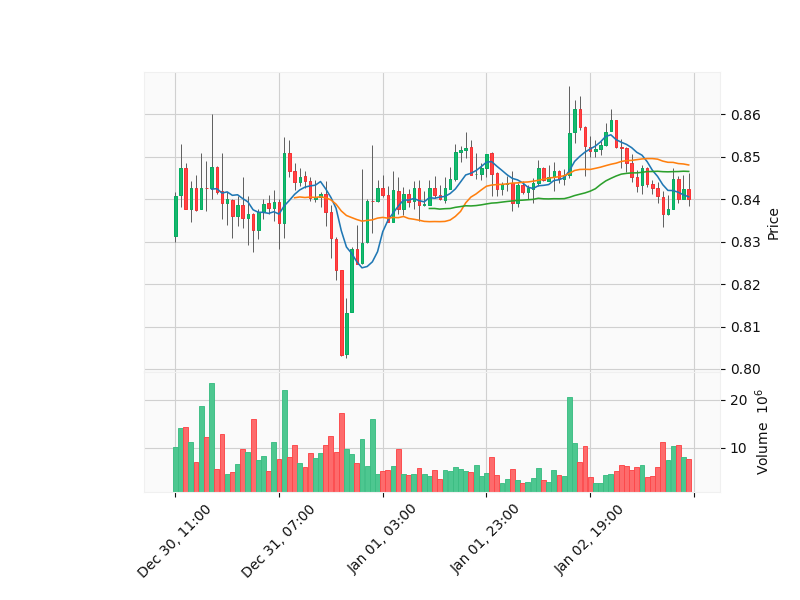 0.86
0.85
0.84
0.83
0.82
0.81
0.80
Price
20
10
Volume 10⁶
Dec 30, 11:00
Dec 31, 07:00
Jan 01, 03:00
Jan 01, 23:00
Jan 02, 19:00